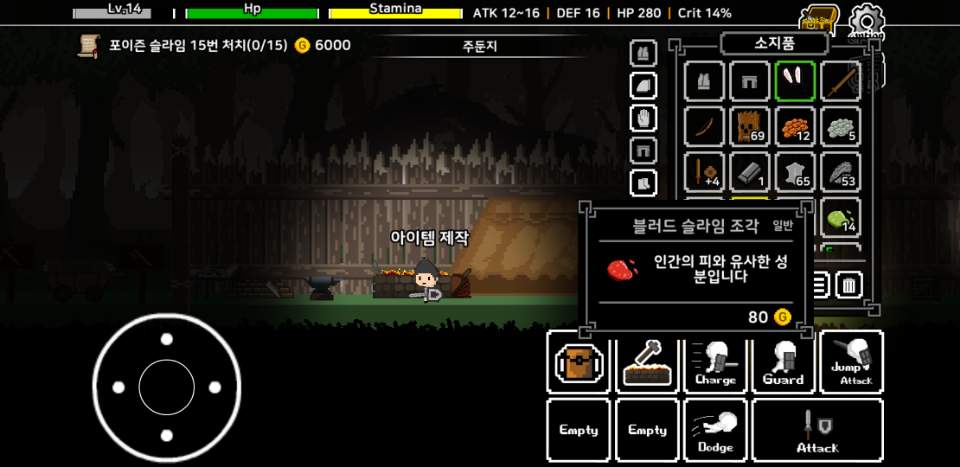 Lv.14
Hp
Stamina
ATK 12~16 | DEF 16 | HP 280 | Crit 14%
포이즌 슬라임 15번 처치(0/15) G 6000
주둔지
소지품
69
12
5
+4
1
65
53
14
아이템 제작
블러드 슬라임 조각 일반
인간의 피와 유사한 성
분입니다
80 G
Charge
Guard
Jump
Attack
Empty
Empty
Dodge
Attack